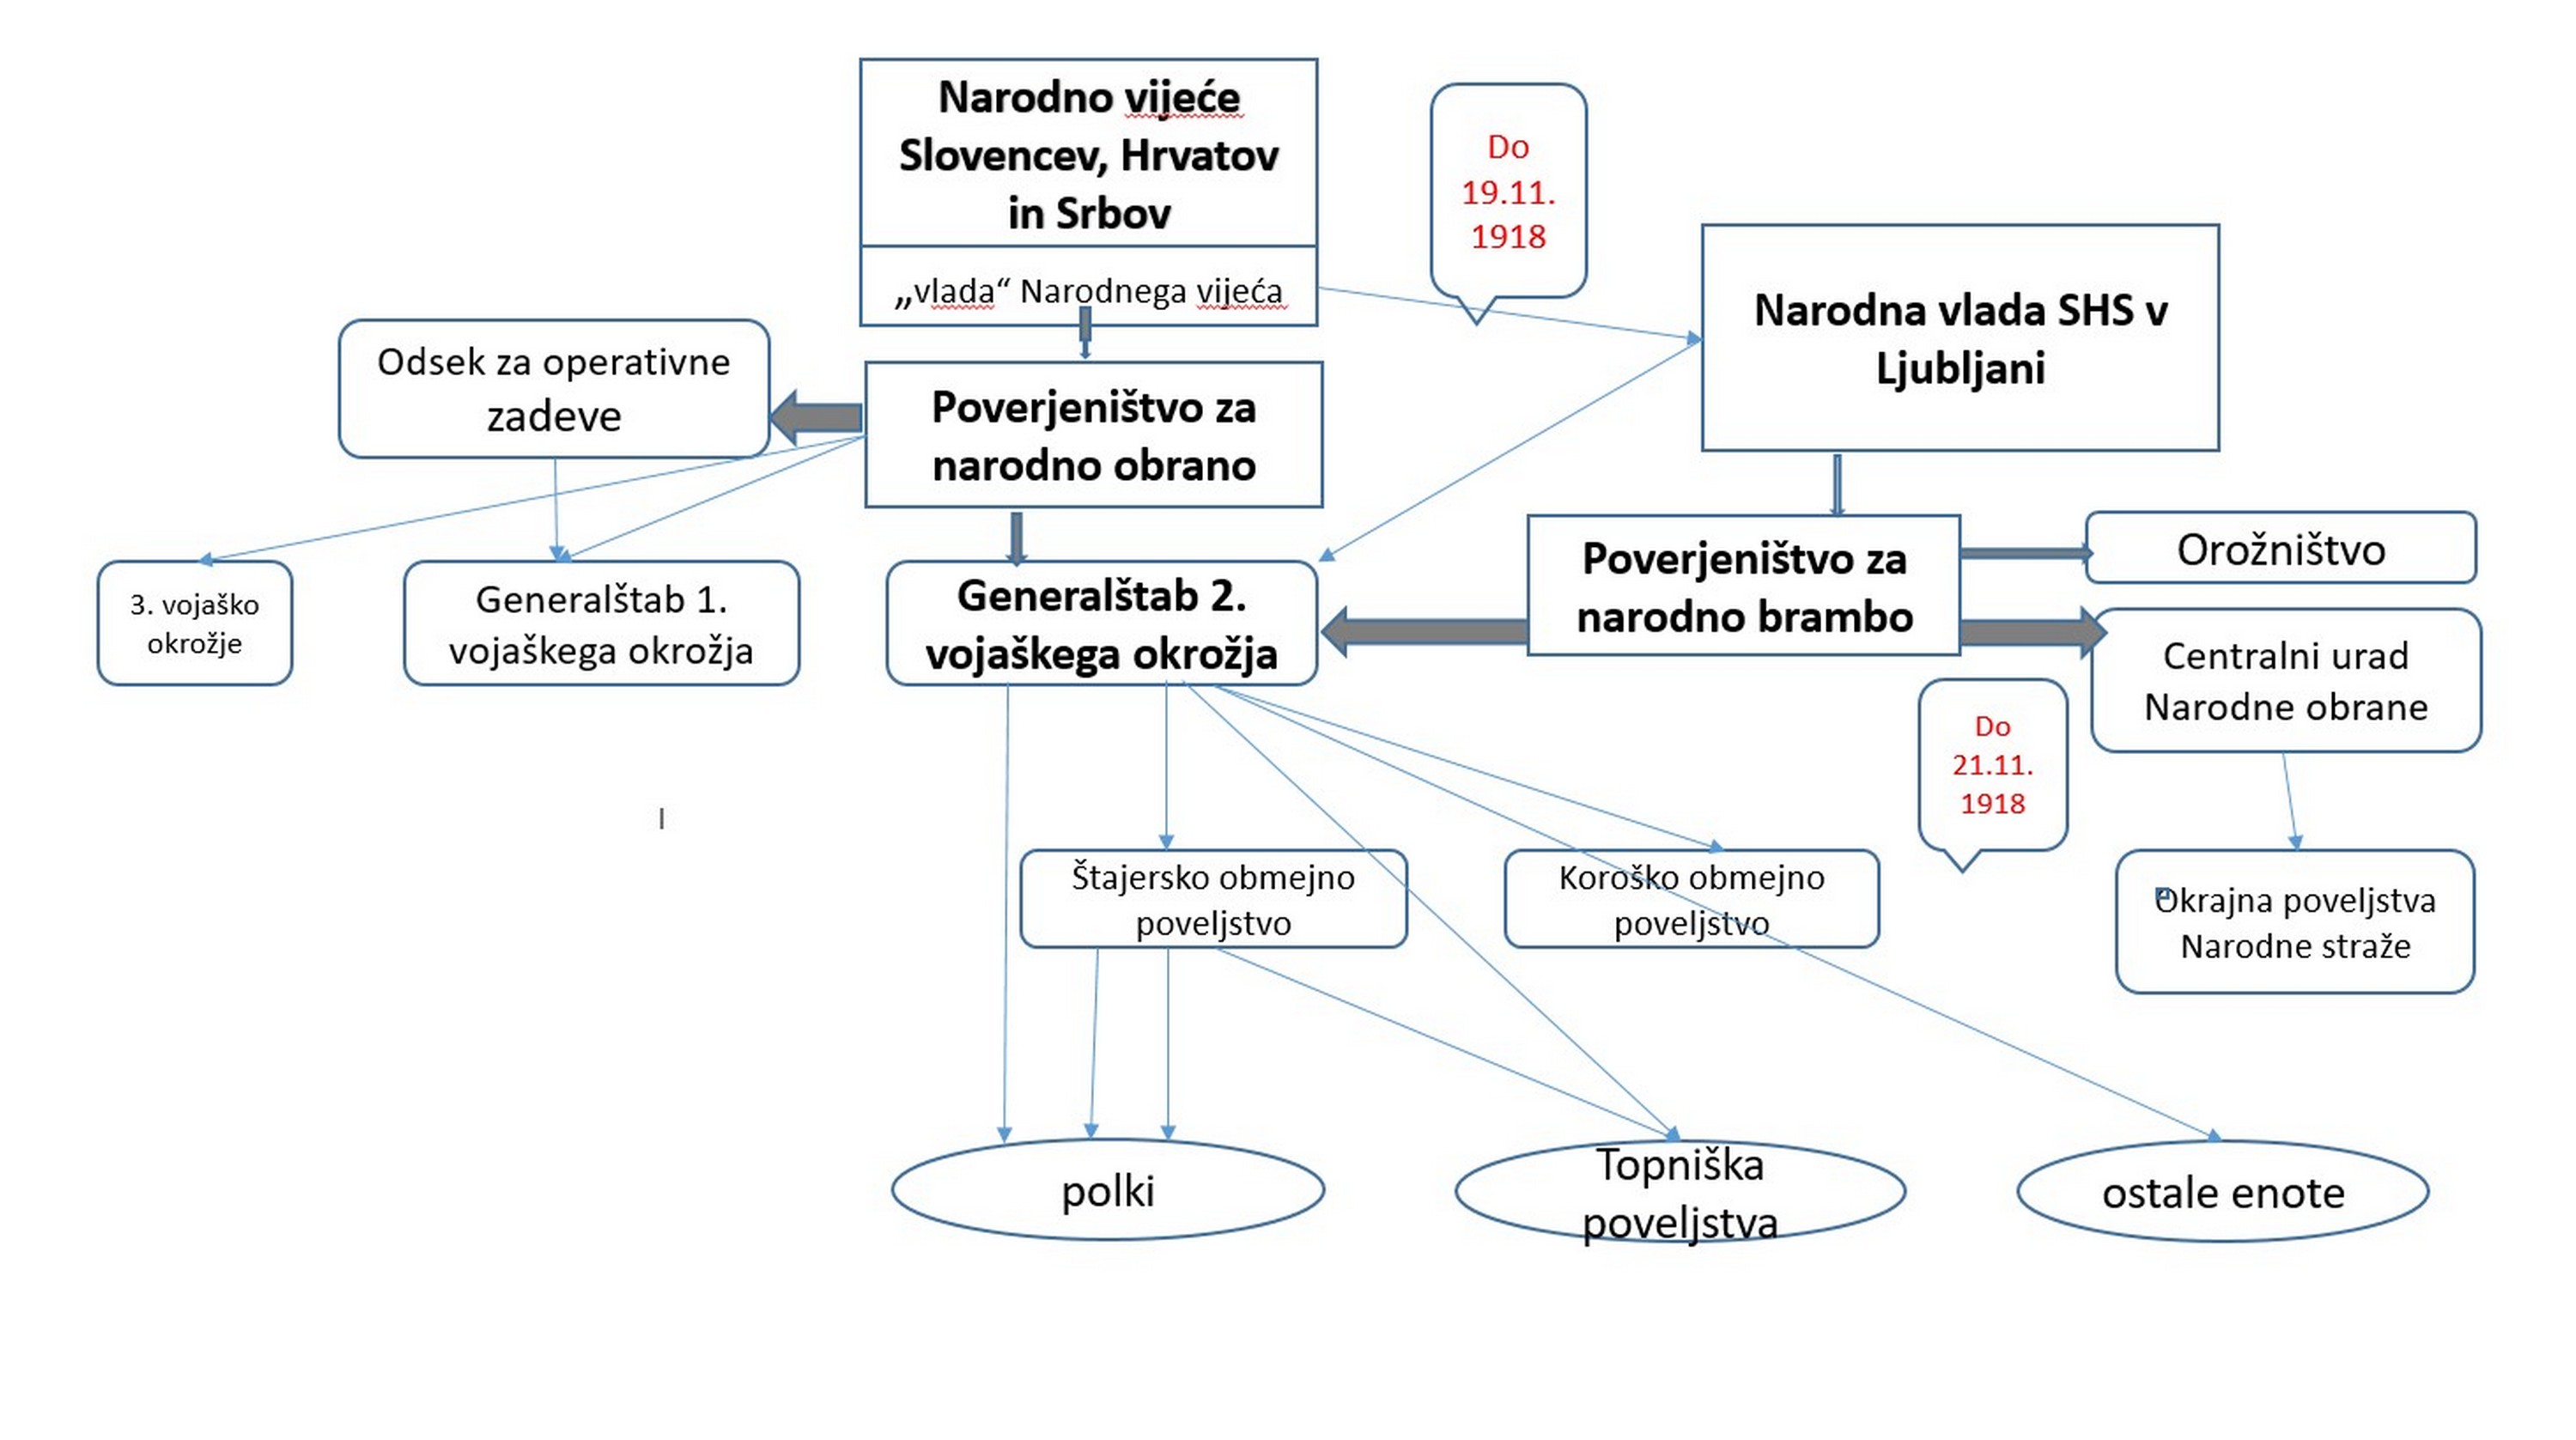 Narodno vijeće
Slovencev, Hrvatov
in Srbov
„vlada“ Narodnega vijeća
Do
19.11.
1918
Narodna vlada SHS v
Ljubljani
Odsek za operativne
zadeve
Poverjeništvo za
narodno obrano
3. vojaško
okrožje
Generalštab 1.
vojaškega okrožja
Generalštab 2.
vojaškega okrožja
Poverjeništvo za
narodno brambo
Orožništvo
Centralni urad
Narodne obrane
Do
21.11.
1918
Štajersko obmejno
poveljstvo
Koroško obmejno
poveljstvo
Okrajna poveljstva
Narodne straže
polki
Topniška
poveljstva
ostale enote